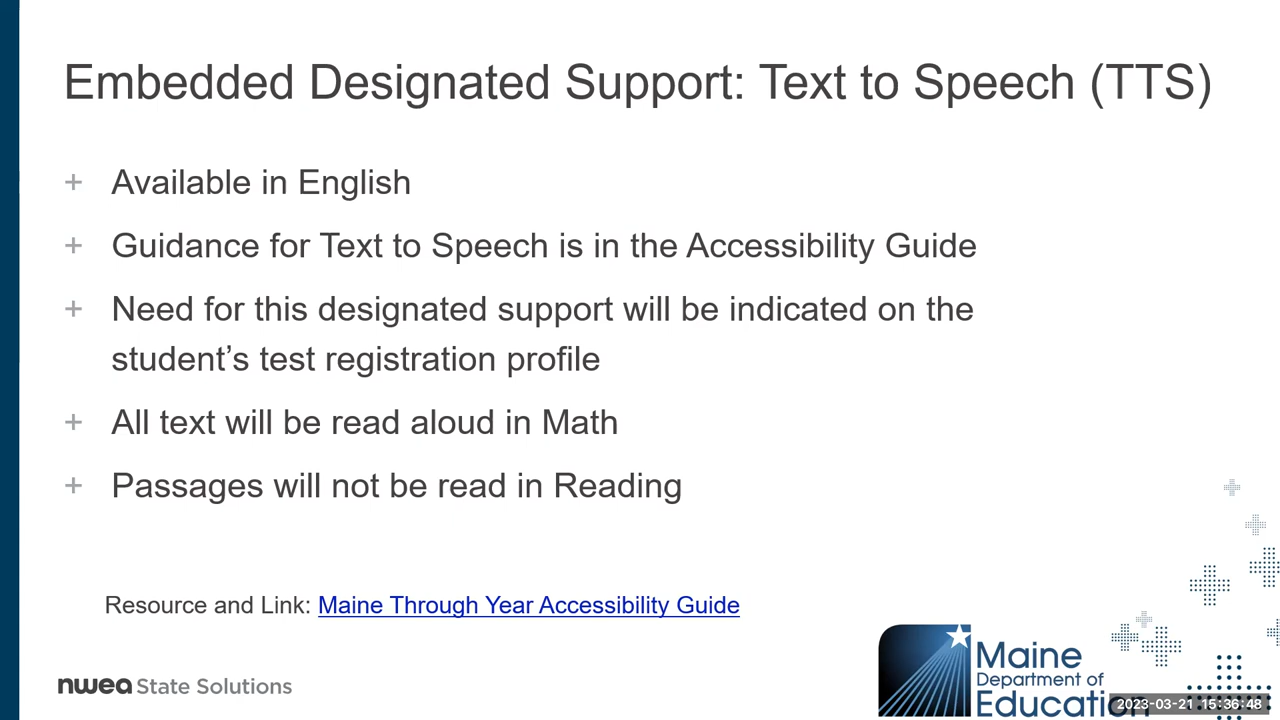 Embedded Designated Support: Text to Speech (TTS)
+ Available in English
+ Guidance for Text to Speech is in the Accessibility Guide
+ Need for this designated support will be indicated on the
student’s test registration profile
+ All text will be read aloud in Math
+ Passages will not be read in Reading
Resource and Link: Maine Through Year Accessibility Guide
nwea State Solutions
Maine
Department of
Education
2023-03-21 15:36:48